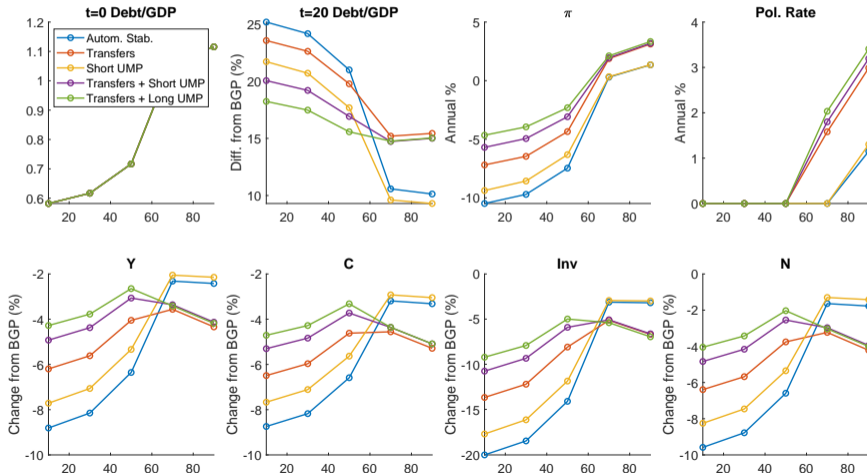 t=0 Debt/GDP
1.2
1.1
1
0.9
0.8
0.7
0.6
20 40 60 80
Autom. Stab.
Transfers
Short UMP
Transfers + Short UMP
Transfers + Long UMP
t=20 Debt/GDP
Diff. from BGP (%)
25
20
15
10
20 40 60 80
π
Annual %
5
0
-5
-10
20 40 60 80
Pol. Rate
Annual %
4
3
2
1
0
20 40 60 80
Y
Change from BGP (%)
-2
-4
-6
-8
-10
20 40 60 80
C
Change from BGP (%)
-2
-4
-6
-8
-10
20 40 60 80
Inv
Change from BGP (%)
0
-5
-10
-15
-20
20 40 60 80
N
Change from BGP (%)
0
-2
-4
-6
-8
-10
20 40 60 80